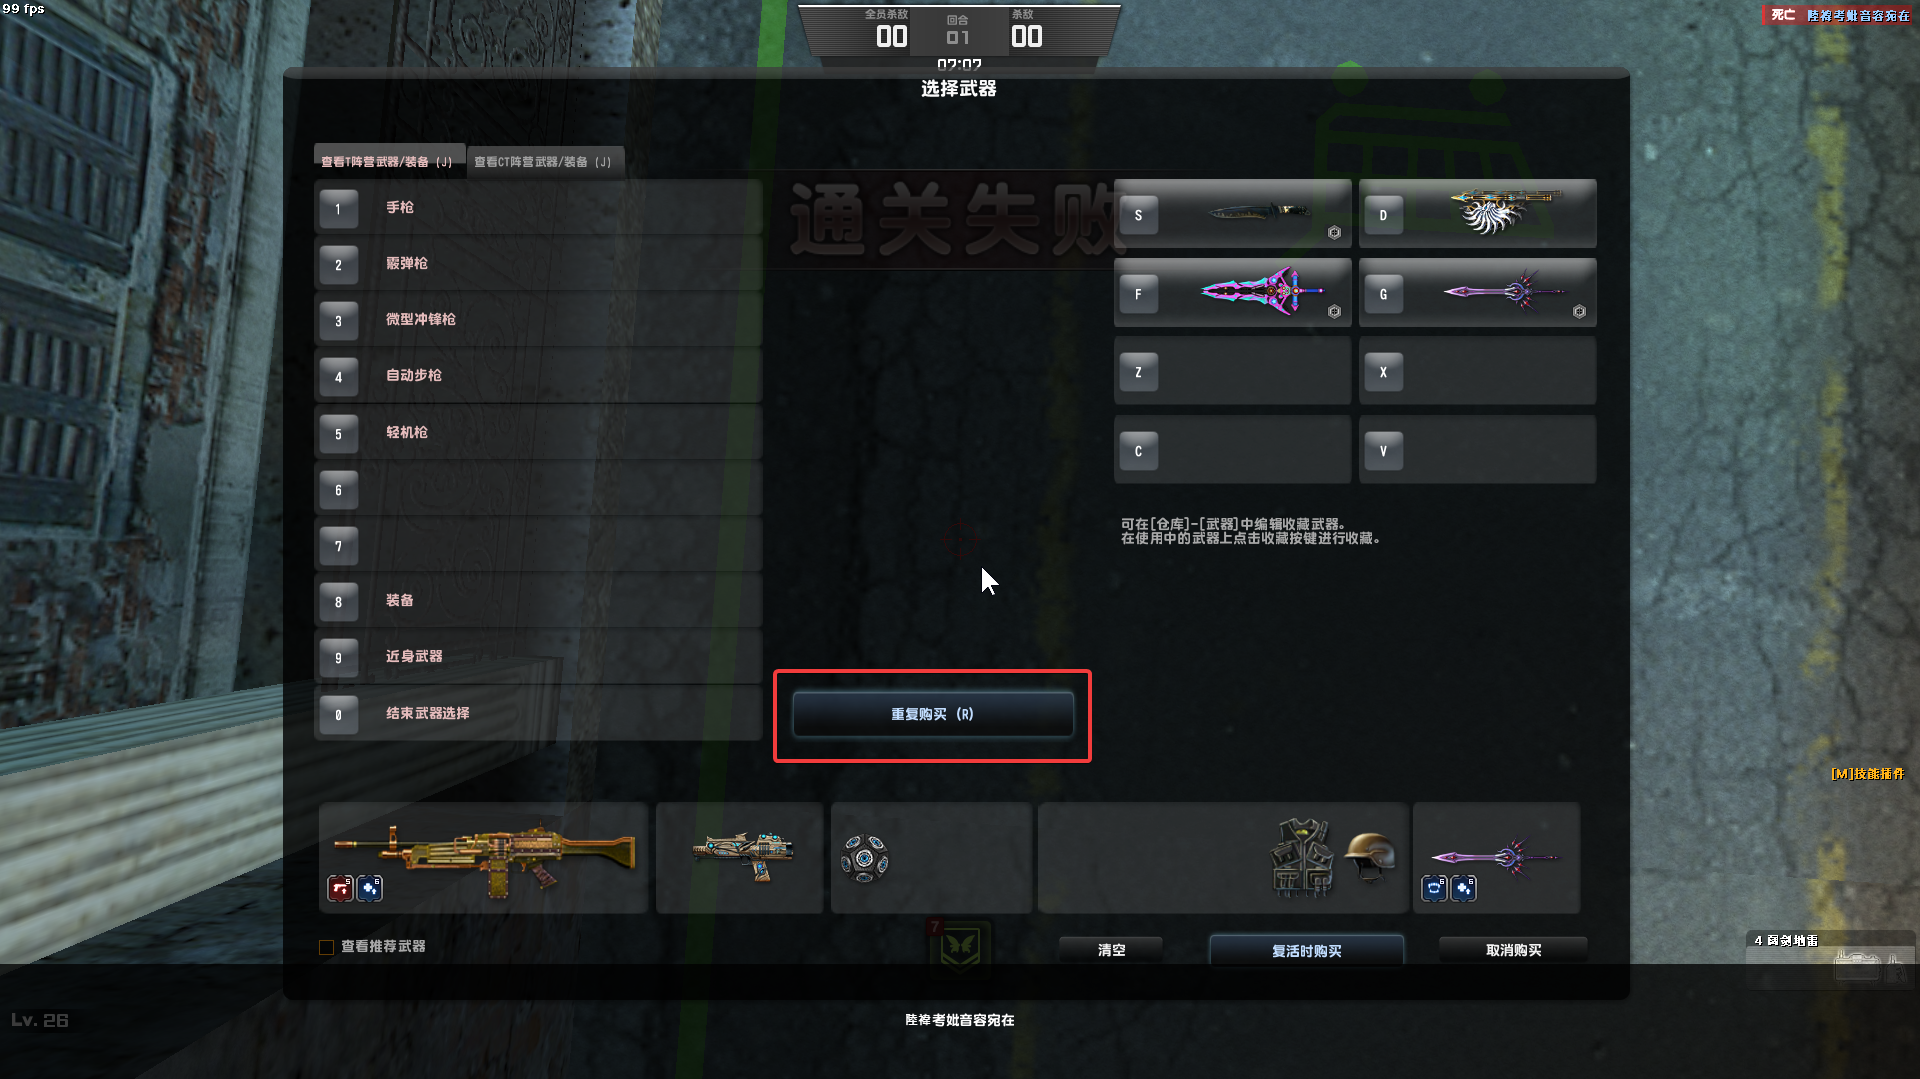 99 fps
全员杀敌
回合
杀敌
00
01
00
07:07
死亡
选择武器
查看T阵营武器/装备 (J)
查看CT阵营武器/装备 (J)
通关失败
1 手枪
2 霰弹枪
3 微型冲锋枪
4 自动步枪
5 轻机枪
6
7
8 装备
9 近身武器
0 结束武器选择
S
D
F
G
Z
X
C
V
可在[仓库]-[武器]中编辑收藏武器。
在使用中的武器上点击收藏按键进行收藏。
重复购买 (R)
[M]技能插件
5
6
6
6
7
查看推荐武器
清空
复活时购买
取消购买
Lv. 26